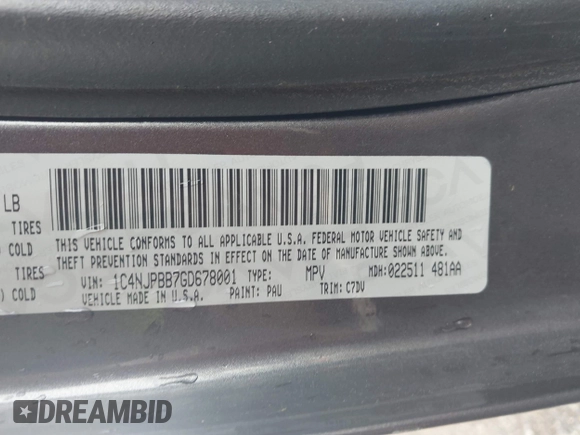 LB
TIRES
COLD
TIRES
) COLD
THIS VEHICLE CONFORMS TO ALL APPLICABLE U.S.A. FEDERAL MOTOR VEHICLE SAFETY AND
THEFT PREVENTION STANDARDS IN EFFECT ON THE DATE OF MANUFACTURE SHOWN ABOVE.
VIN: 1C4NJPBB7GD678001 TYPE: MPV MDH: 022511 481AA
VEHICLE MADE IN U.S.A. PAINT: PAU TRIM: C7DV
#DREAMBID